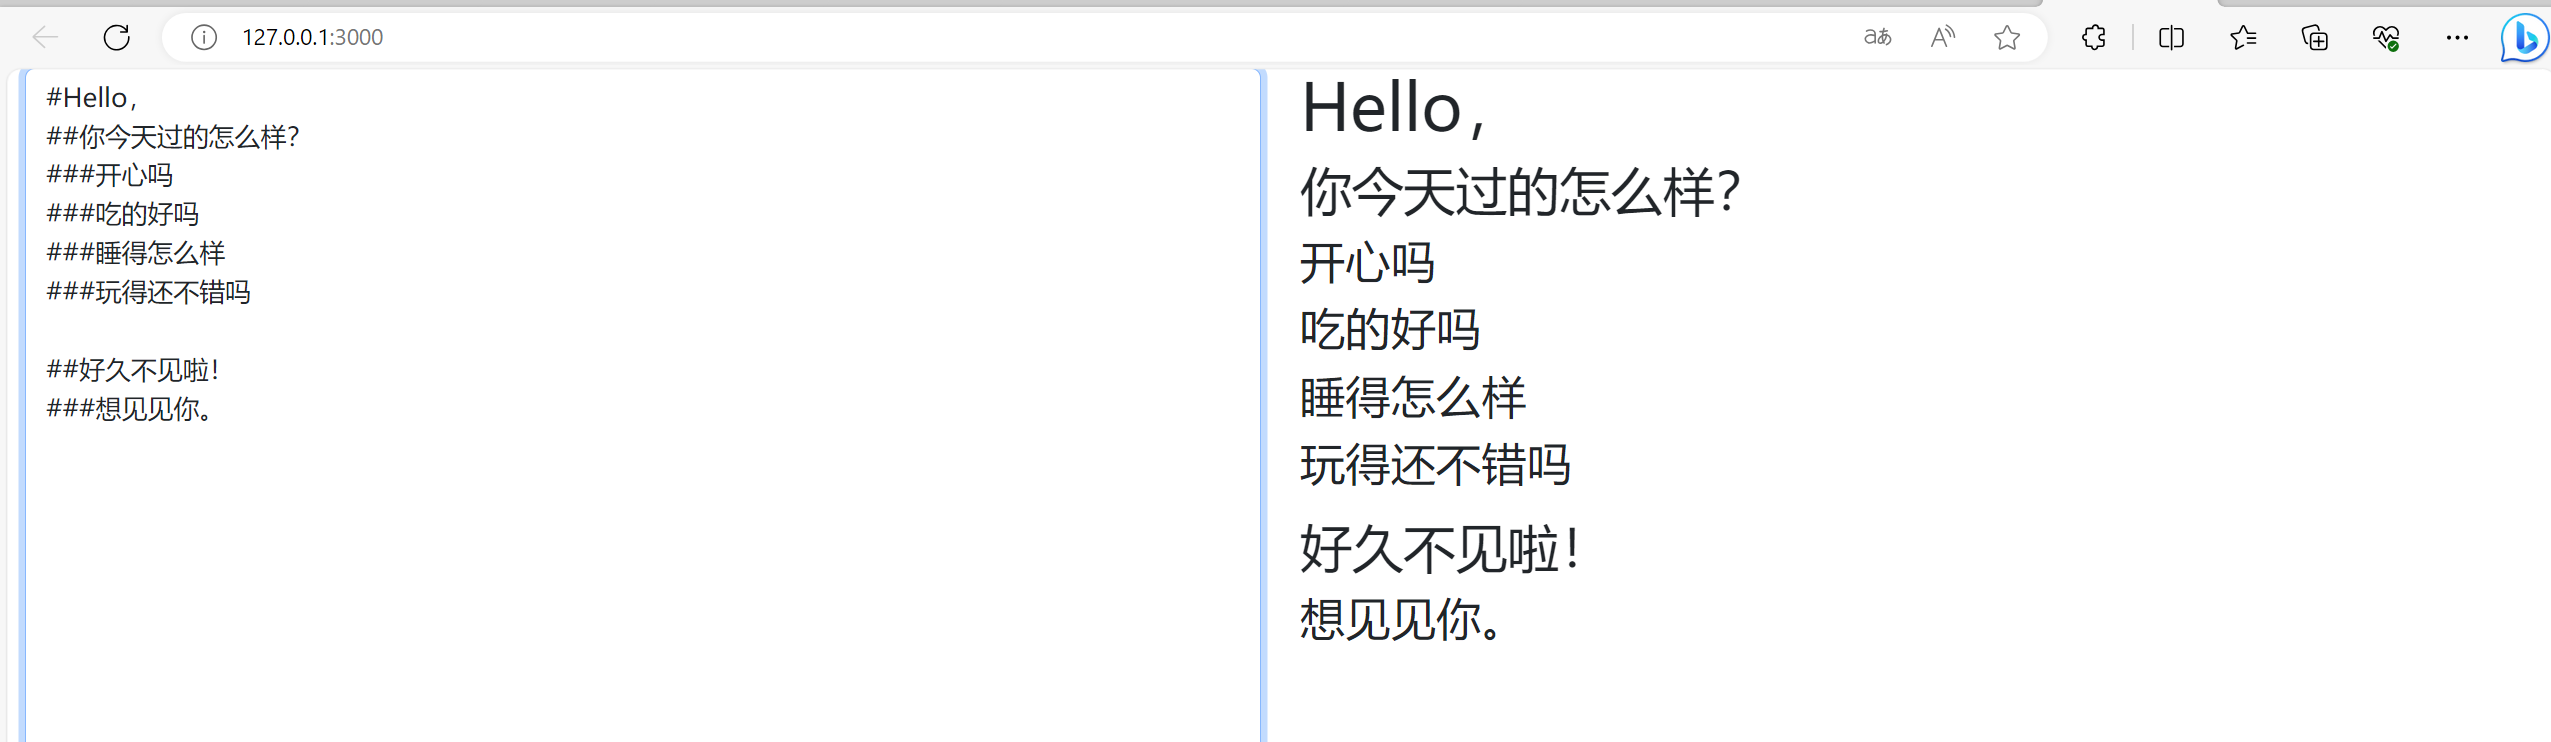 127.0.0.1:3000
#Hello，
##你今天过的怎么样？
###开心吗
###吃的好吗
###睡得怎么样
###玩得还不错吗
##好久不见啦！
###想见见你。
Hello，
你今天过的怎么样？
开心吗
吃的好吗
睡得怎么样
玩得还不错吗
好久不见啦！
想见见你。